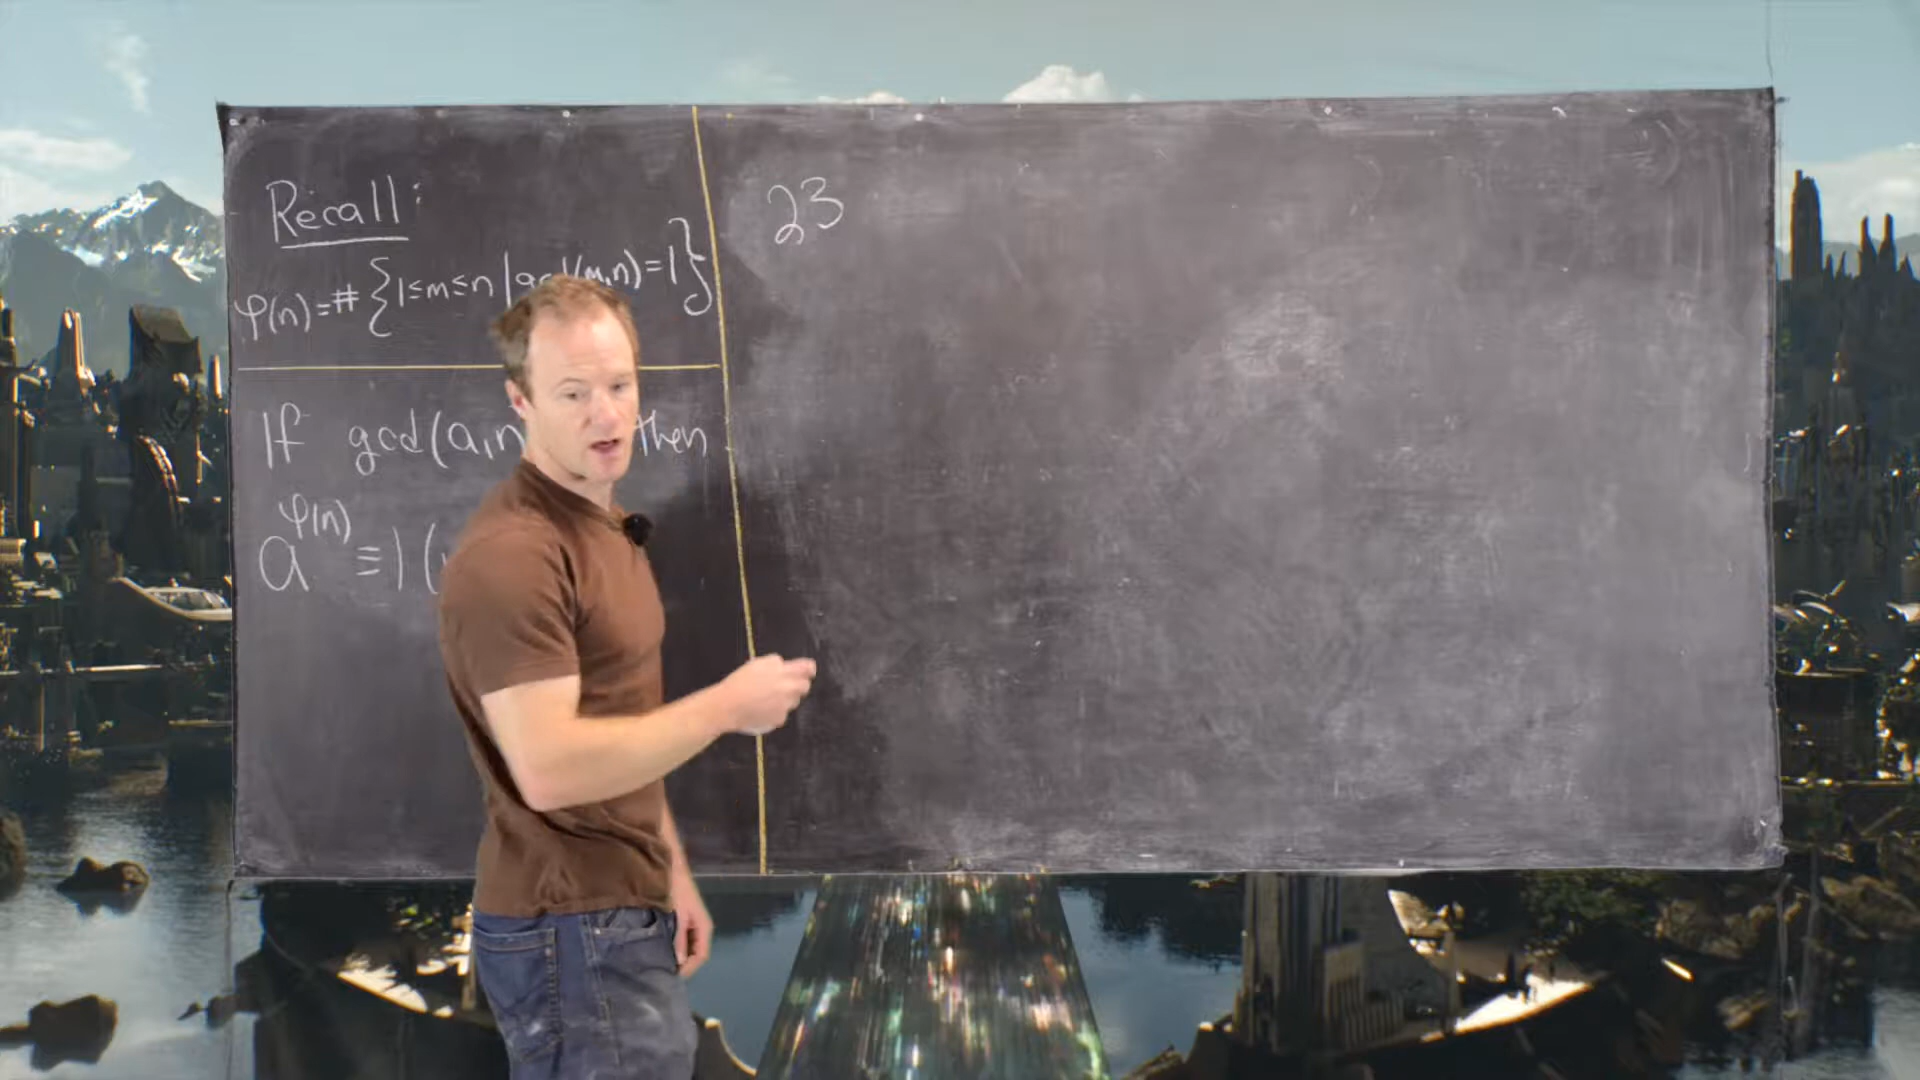 Recall:
φ(n)=# {1≤m≤n | gcd(m,n)=1}
If gcd(a,n then
a^φ(n) ≡ 1 (
23